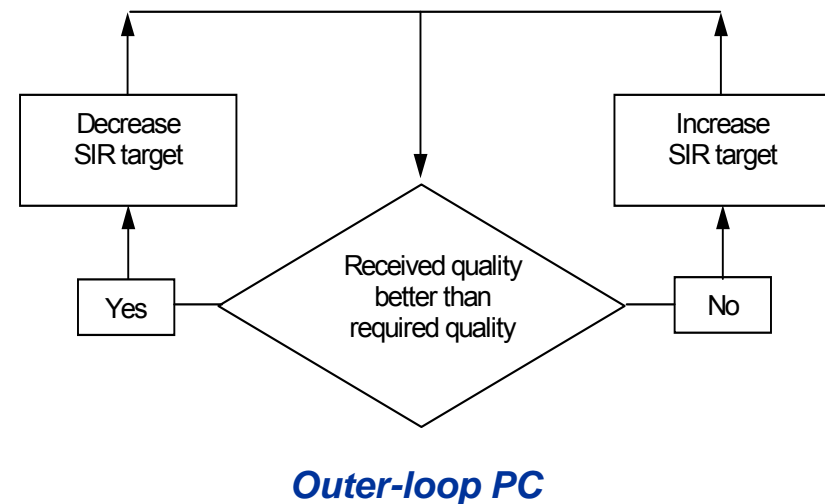 Decrease
SIR target
Increase
SIR target
Received quality
better than
required quality
Yes
No
Outer-loop PC